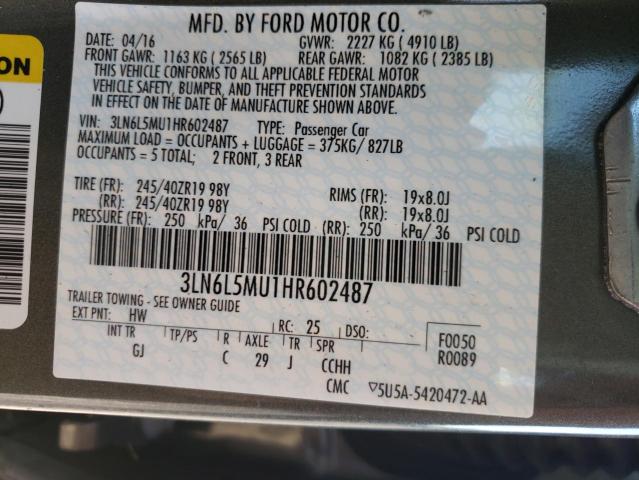 MFD. BY FORD MOTOR CO.
DATE: 04/16 GVWR: 2227 KG ( 4910 LB)
FRONT GAWR: 1163 KG ( 2565 LB) REAR GAWR: 1082 KG ( 2385 LB)
THIS VEHICLE CONFORMS TO ALL APPLICABLE FEDERAL MOTOR
VEHICLE SAFETY, BUMPER, AND THEFT PREVENTION STANDARDS
IN EFFECT ON THE DATE OF MANUFACTURE SHOWN ABOVE.
VIN: 3LN6L5MU1HR602487 TYPE: Passenger Car
MAXIMUM LOAD = OCCUPANTS + LUGGAGE = 375KG/ 827LB
OCCUPANTS = 5 TOTAL; 2 FRONT, 3 REAR
TIRE (FR): 245/40ZR19 98Y RIMS (FR): 19x8.0J
(RR): 245/40ZR19 98Y (RR): 19x8.0J
PRESSURE (FR): 250 kPa/ 36 PSI COLD (RR): 250 kPa/ 36 PSI COLD
3LN6L5MU1HR602487
TRAILER TOWING - SEE OWNER GUIDE
EXT PNT: HW RC: 25 DSO:
INT TR TP/PS R AXLE TR SPR F0050
GJ C 29 J CCHH R0089
CMC ▽5U5A-5420472-AA
ON